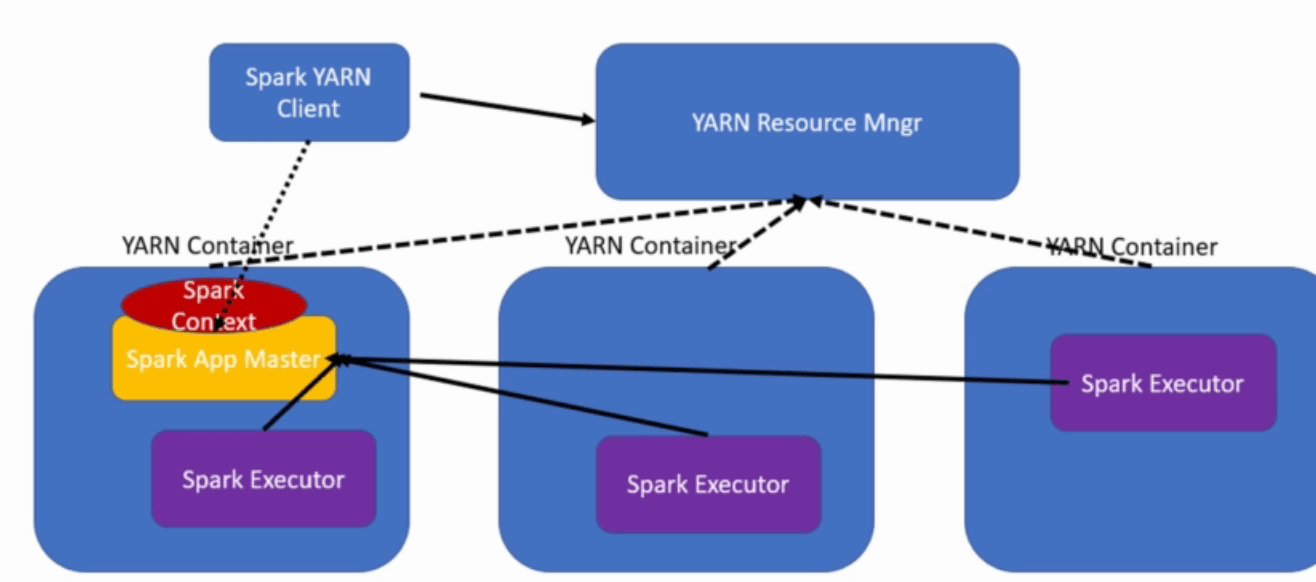 Spark YARN
Client
YARN Resource Mngr
YARN Container
YARN Container
YARN Container
Spark
Context
Spark App Master
Spark Executor
Spark Executor
Spark Executor